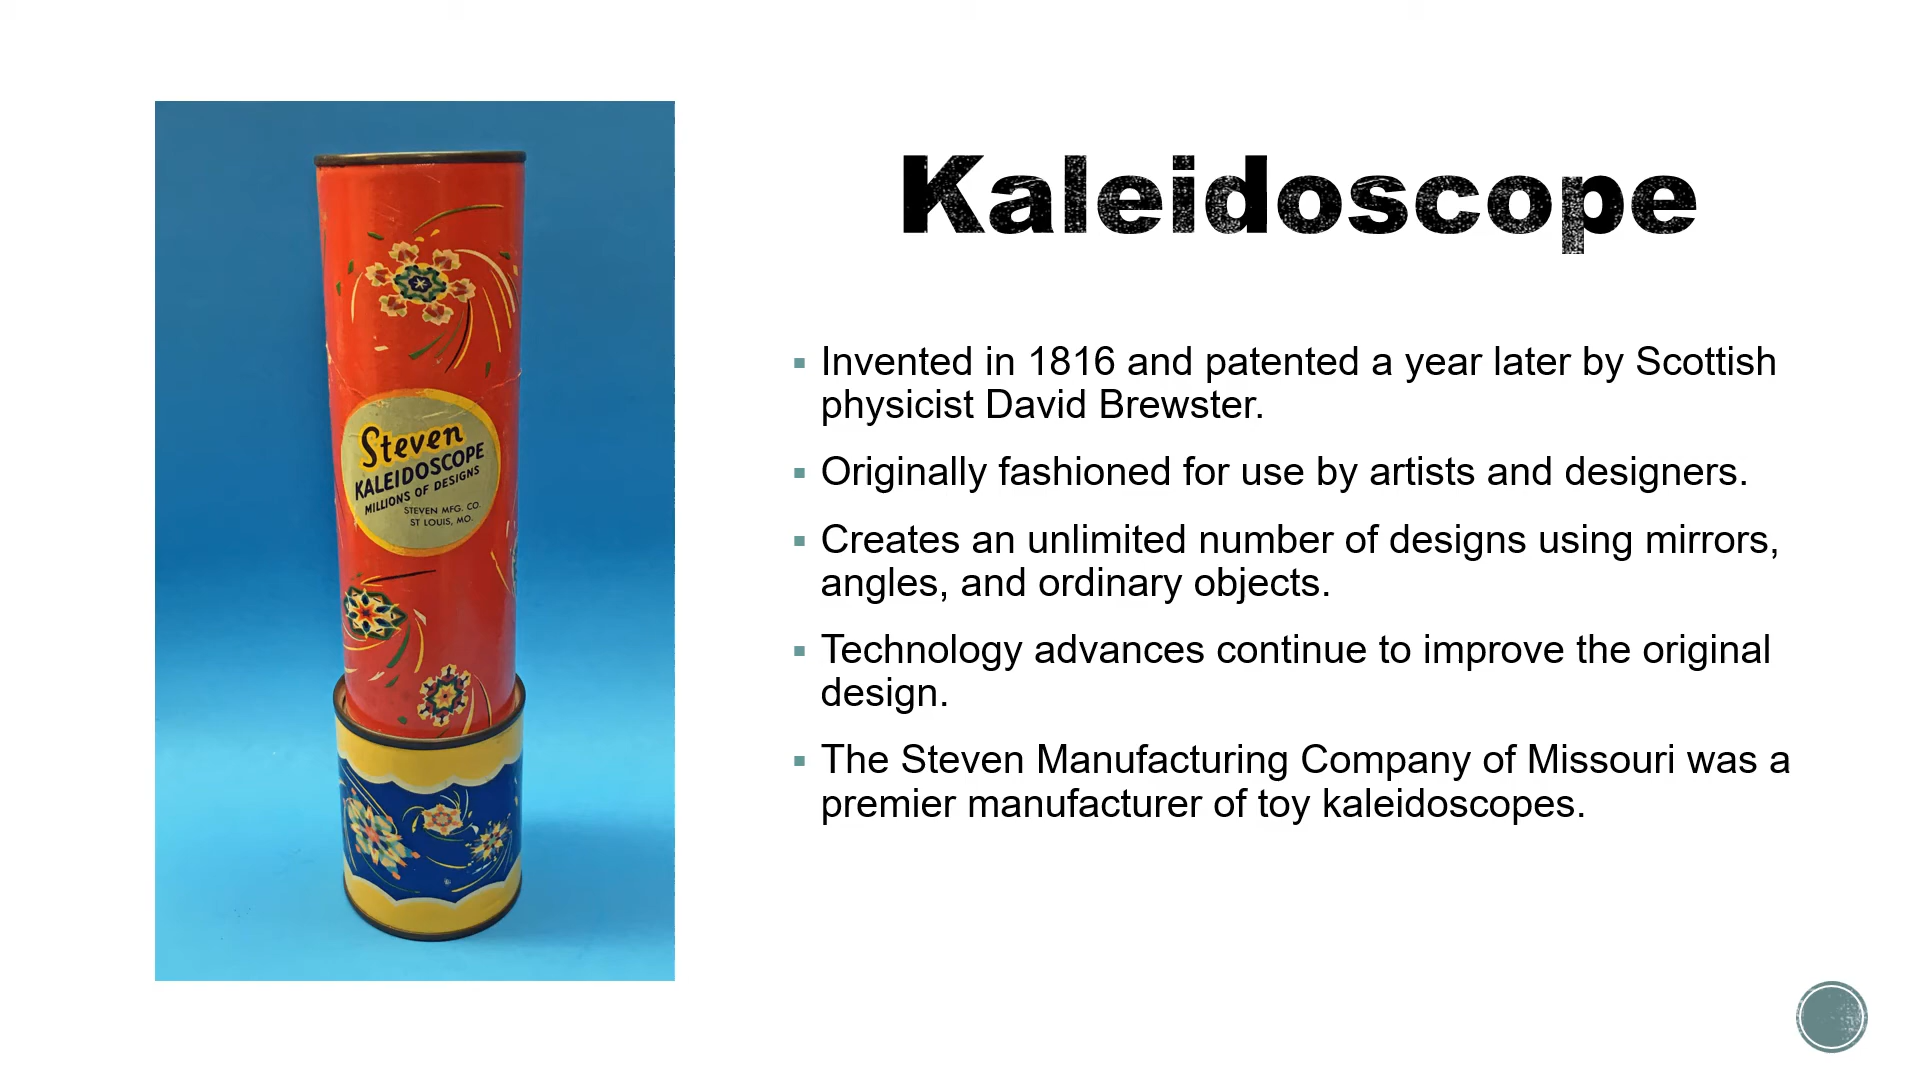 Kaleidoscope
Steven
KALEIDOSCOPE
MILLIONS OF DESIGNS
STEVEN MFG. CO.
ST LOUIS, MO.
Invented in 1816 and patented a year later by Scottish
physicist David Brewster.
Originally fashioned for use by artists and designers.
Creates an unlimited number of designs using mirrors,
angles, and ordinary objects.
Technology advances continue to improve the original
design.
The Steven Manufacturing Company of Missouri was a
premier manufacturer of toy kaleidoscopes.